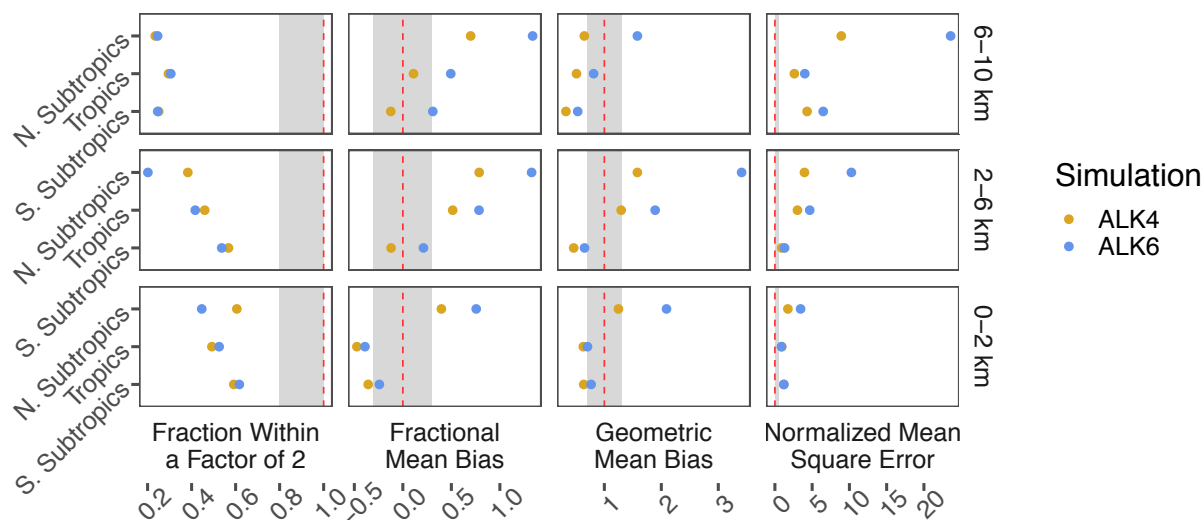 N. Subtropics
Tropics
S. Subtropics
6−10 km
N. Subtropics
Tropics
S. Subtropics
2−6 km
N. Subtropics
Tropics
S. Subtropics
0−2 km
Simulation
ALK4
ALK6
Fraction Within
a Factor of 2
Fractional
Mean Bias
Geometric
Mean Bias
Normalized Mean
Square Error
0.2 0.4 0.6 0.8 1.0
−0.5 0.0 0.5 1.0
1 2 3
0 5 10 15 20